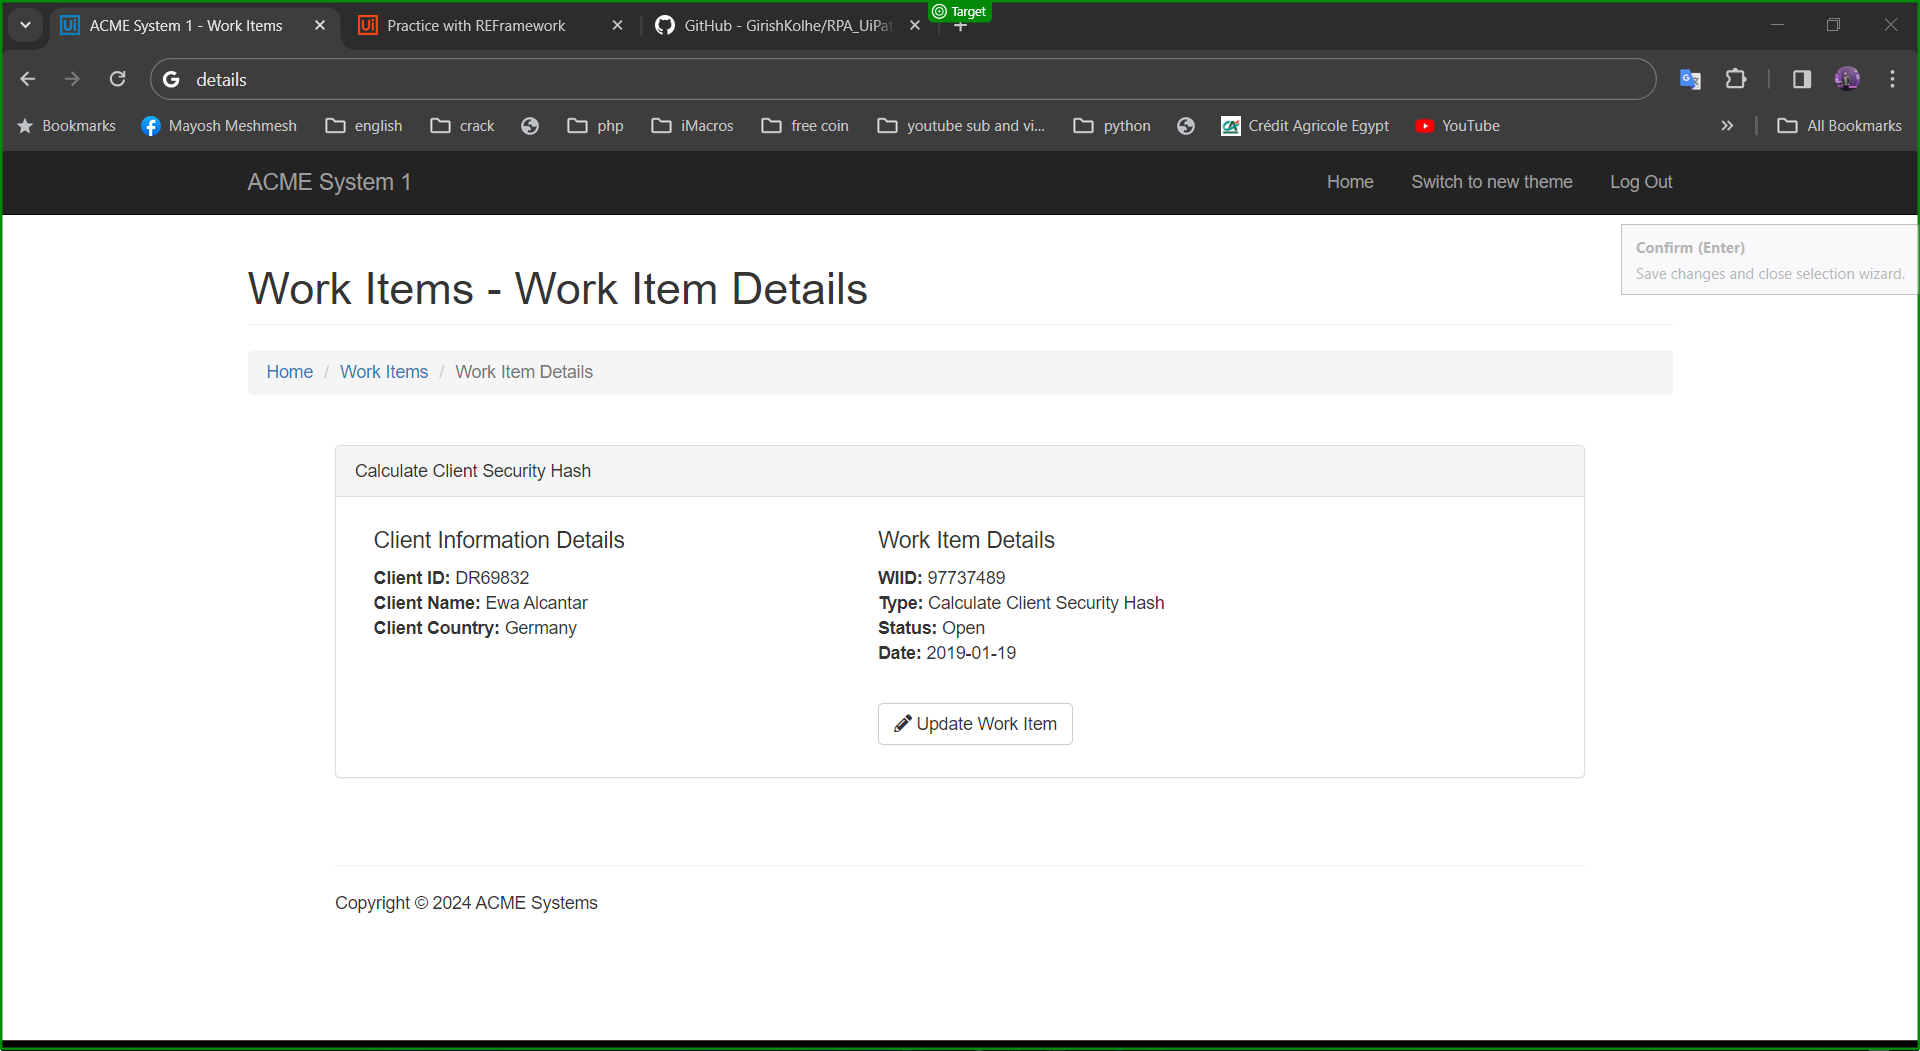 Target
ACME System 1 - Work Items
Practice with REFramework
GitHub - GirishKolhe/RPA_UiPat
details
Bookmarks
Mayosh Meshmesh
english
crack
php
iMacros
free coin
youtube sub and vi...
python
Crédit Agricole Egypt
YouTube
All Bookmarks
ACME System 1
Home
Switch to new theme
Log Out
Confirm (Enter)
Save changes and close selection wizard.
Work Items - Work Item Details
Home / Work Items / Work Item Details
Calculate Client Security Hash
Client Information Details
Client ID: DR69832
Client Name: Ewa Alcantar
Client Country: Germany
Work Item Details
WIID: 97737489
Type: Calculate Client Security Hash
Status: Open
Date: 2019-01-19
Update Work Item
Copyright © 2024 ACME Systems